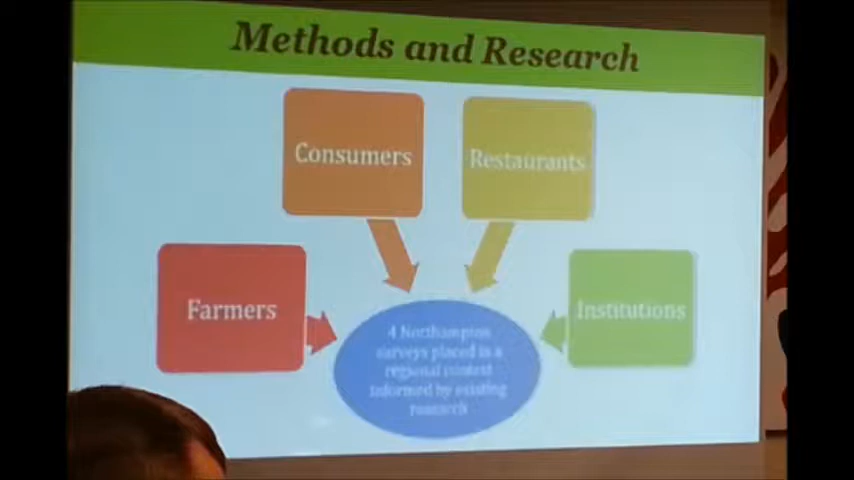 Methods and Research
Consumers
Restaurants
Farmers
Institutions
4 Northampton
surveys placed in a
regional context
informed by existing
research